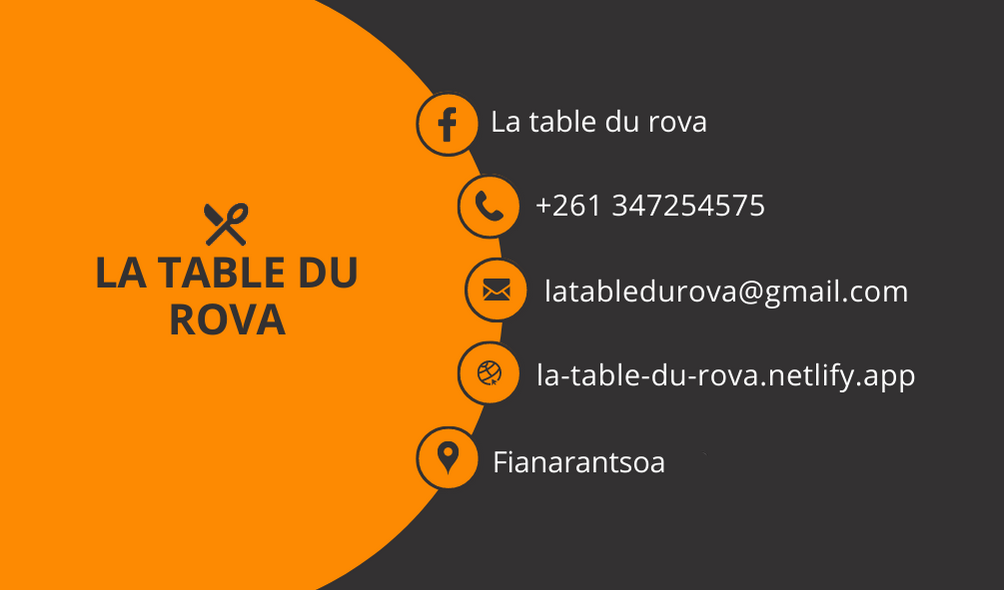 LA TABLE DU
ROVA
La table du rova
+261 347254575
latabledurova@gmail.com
la-table-du-rova.netlify.app
Fianarantsoa